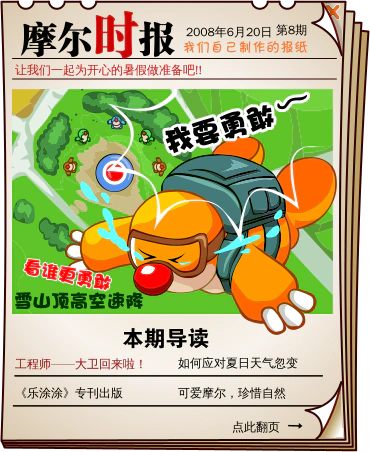 摩尔时报
2008年6月20日 第8期
我们自己制作的报纸
让我们一起为开心的暑假做准备吧!!
我要勇敢～
看谁更勇敢
雪山顶高空速降
本期导读
工程师——大卫回来啦！
如何应对夏日天气忽变
《乐涂涂》专刊出版
可爱摩尔，珍惜自然
点此翻页 →